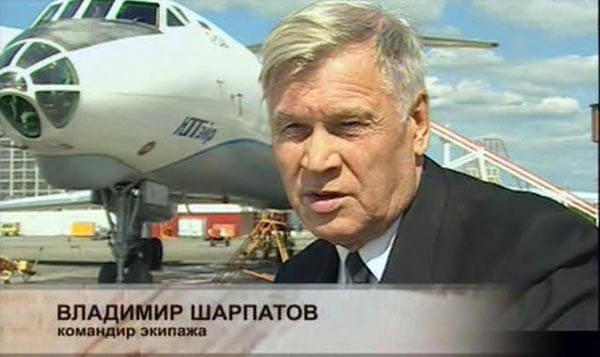 ЮТэйр
ВЛАДИМИР ШАРПАТОВ
командир экипажа